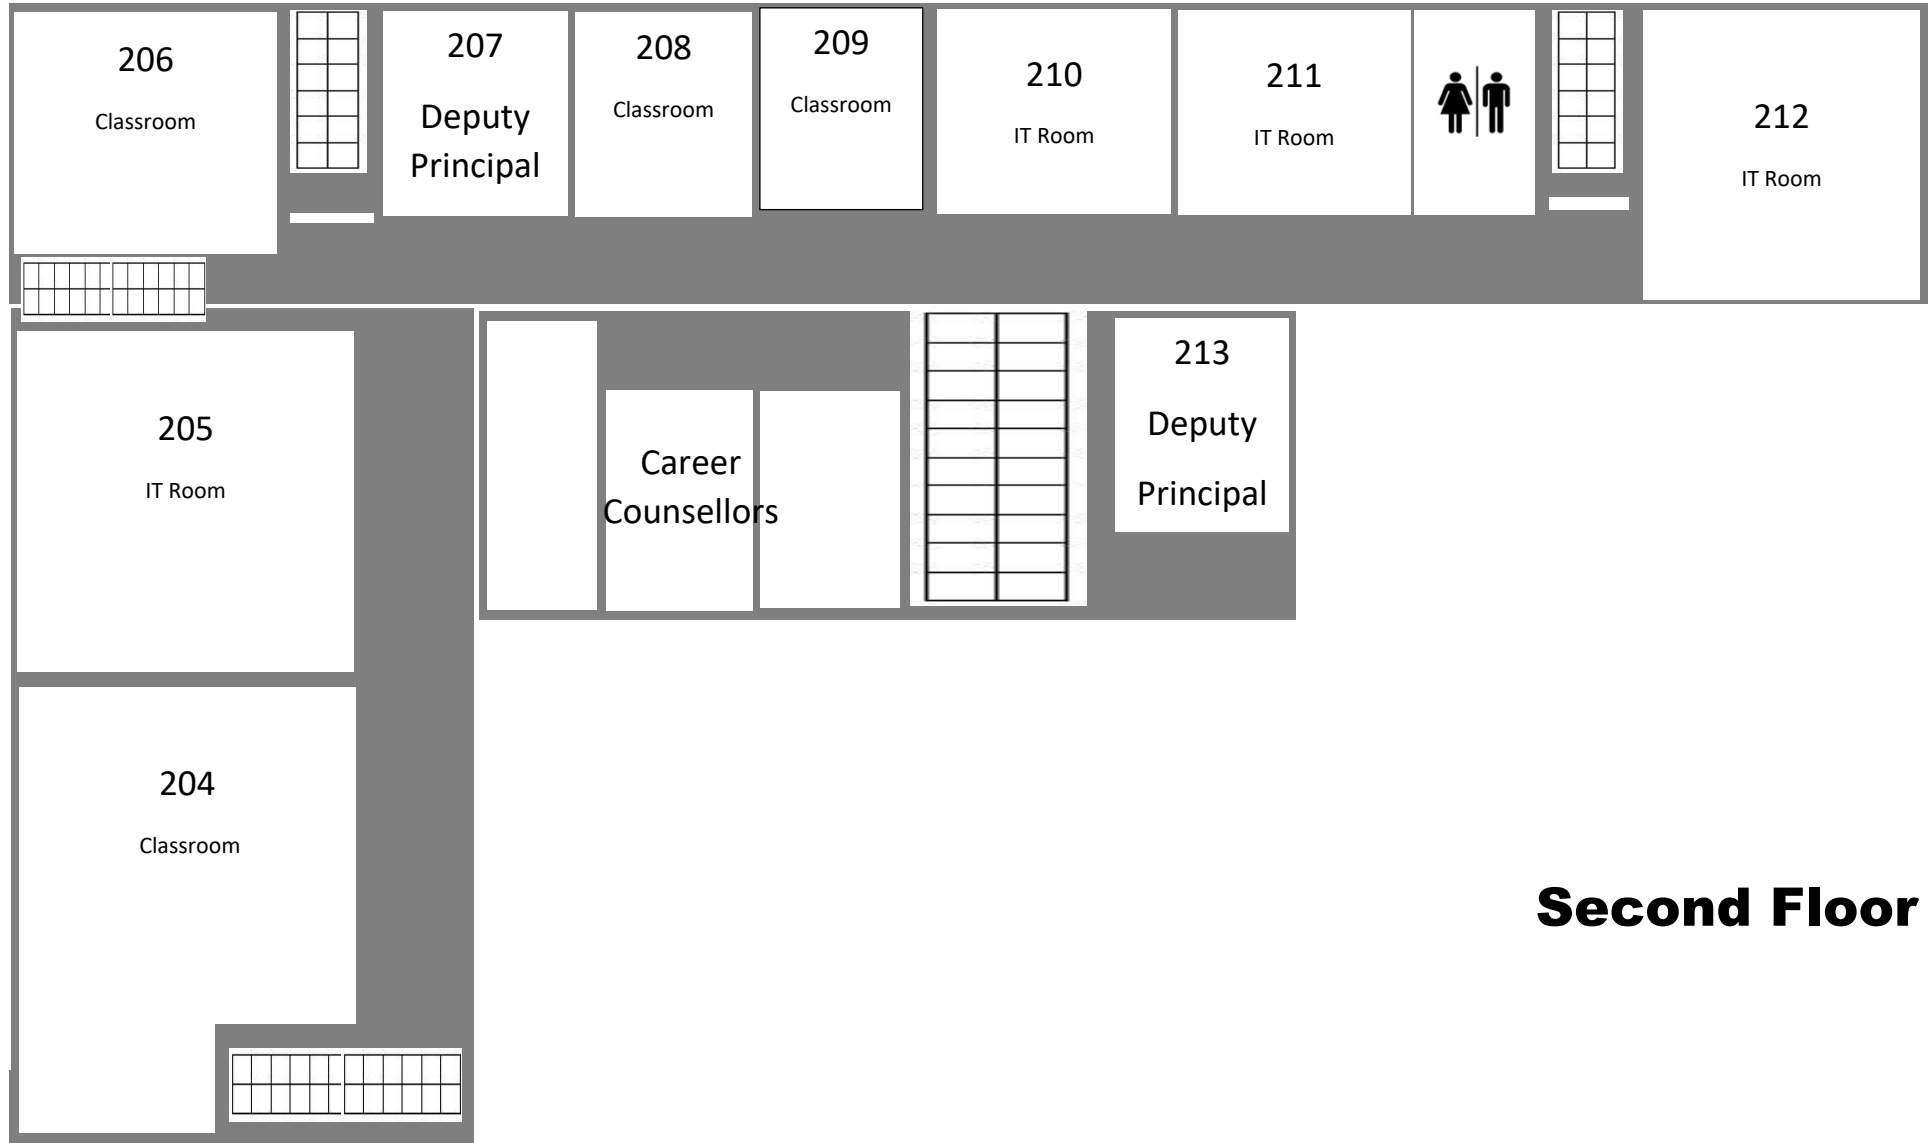 206
Classroom
207
Deputy
Principal
208
Classroom
209
Classroom
210
IT Room
211
IT Room
212
IT Room
205
IT Room
Career
Counsellors
213
Deputy
Principal
204
Classroom
Second Floor